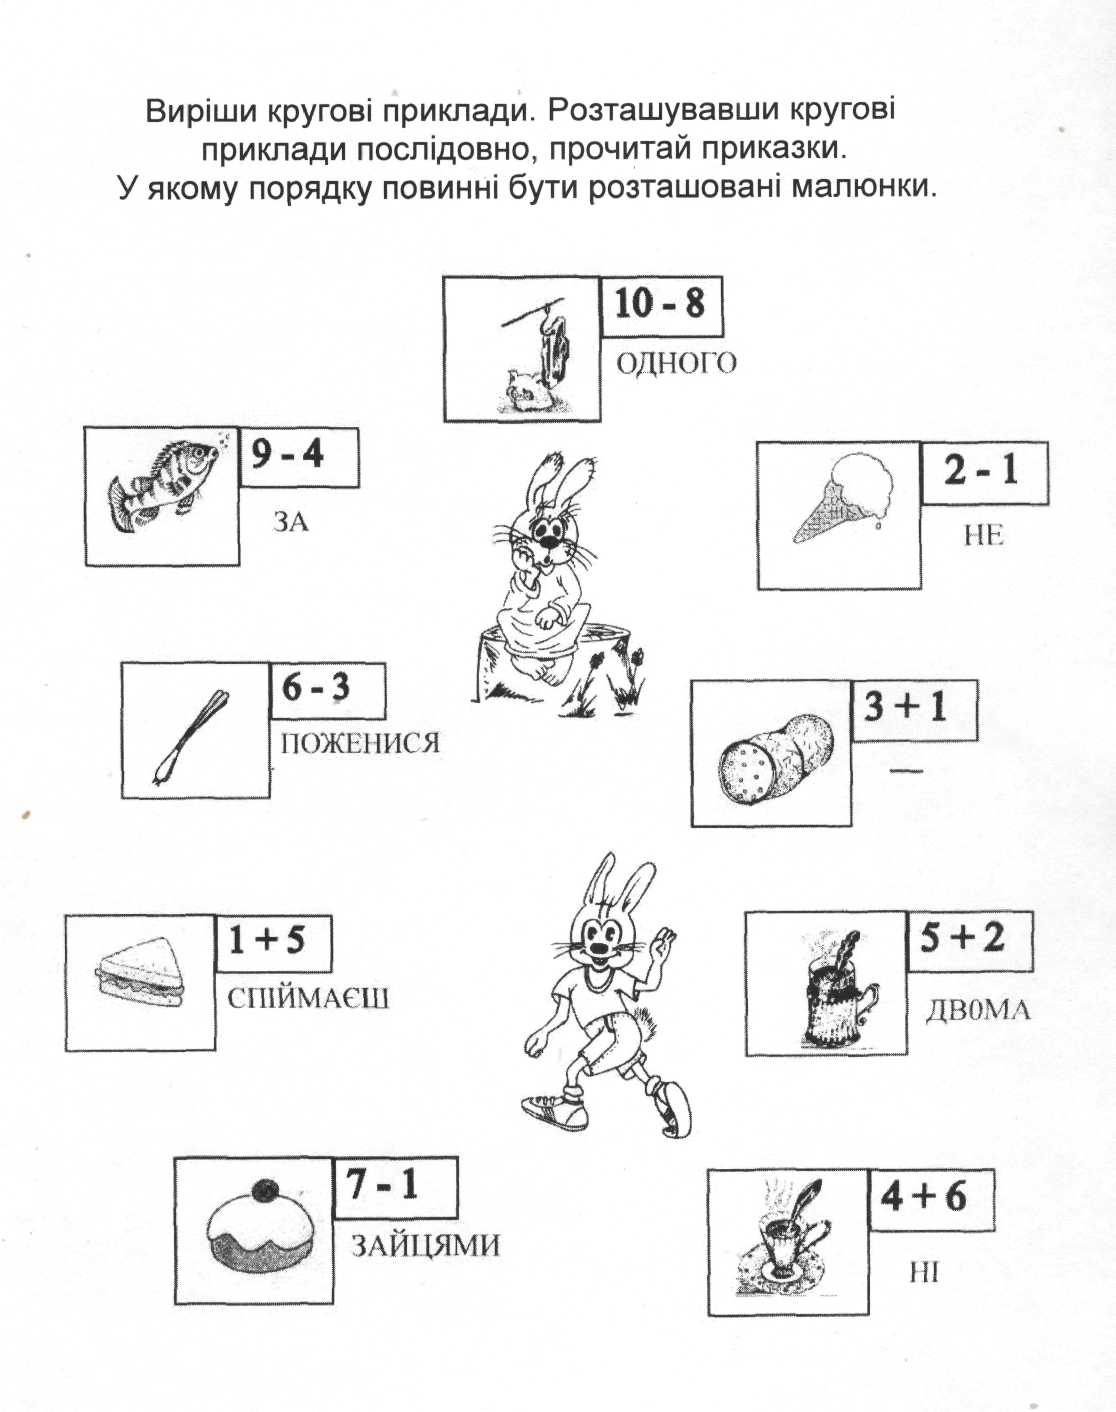 Виріши кругові приклади. Розташувавши кругові
приклади послідовно, прочитай приказки.
У якому порядку повинні бути розташовані малюнки.
10 - 8
ОДНОГО
9 - 4
ЗА
2 - 1
НЕ
6 - 3
ПОЖЕНИСЯ
3 + 1
—
1 + 5
СПІЙМАЄШ
5 + 2
ДВ0МА
7 - 1
ЗАЙЦЯМИ
4 + 6
НІ